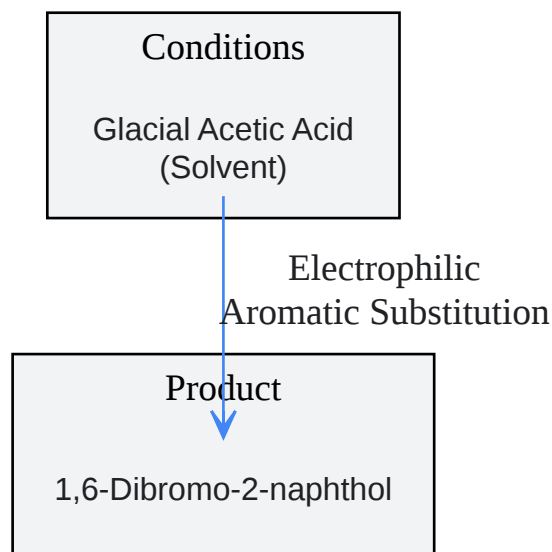 Conditions
Glacial Acetic Acid
(Solvent)
Electrophilic
Aromatic Substitution
Product
1,6-Dibromo-2-naphthol